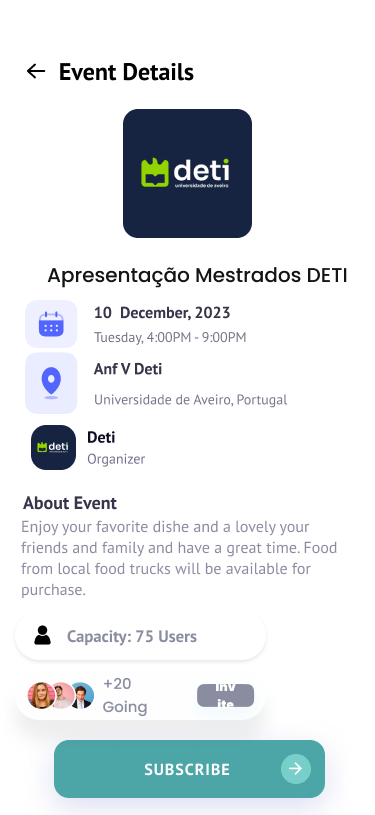 Event Details
deti
universidade de aveiro
Apresentação Mestrados DETI
10 December, 2023
Tuesday, 4:00PM - 9:00PM
Anf V Deti
Universidade de Aveiro, Portugal
deti
Deti
Organizer
About Event
Enjoy your favorite dishe and a lovely your
friends and family and have a great time. Food
from local food trucks will be available for
purchase.
Capacity: 75 Users
+20
Going
Inv
ite
SUBSCRIBE